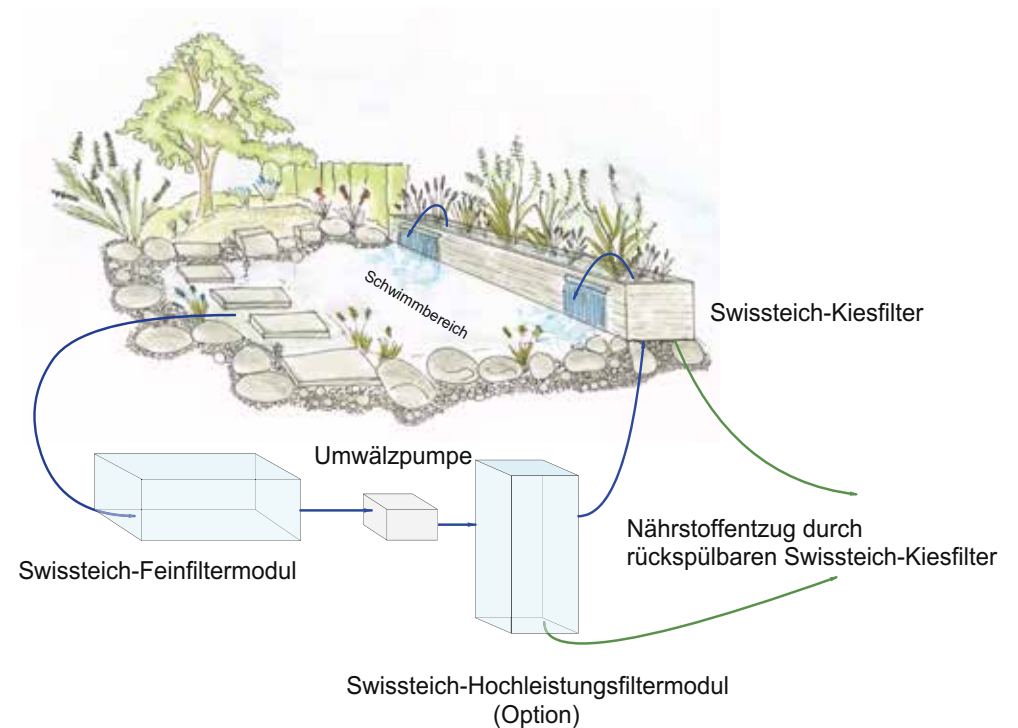 Schwimmbereich
Swissteich-Kiesfilter
Umwälzpumpe
Nährstoffentzug durch
rückspülbaren Swissteich-Kiesfilter
Swissteich-Feinfiltermodul
Swissteich-Hochleistungsfiltermodul
(Option)